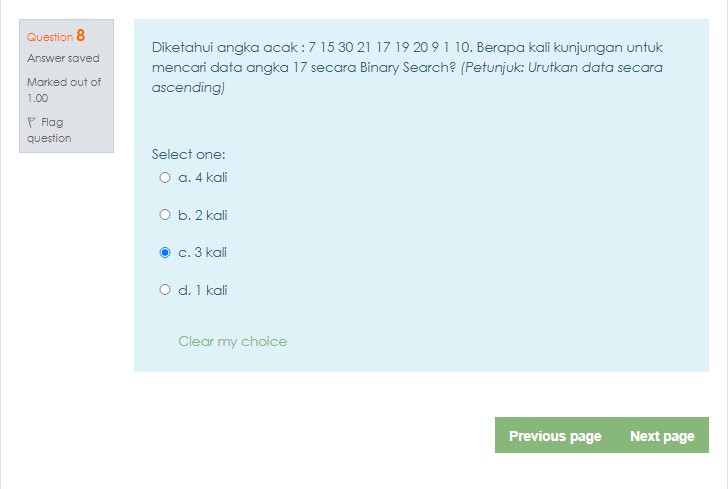 Question 8
Answer saved
Marked out of
1.00
Flag
question
Diketahui angka acak : 7 15 30 21 17 19 20 9 1 10. Berapa kali kunjungan untuk
mencari data angka 17 secara Binary Search? (Petunjuk: Urutkan data secara
ascending)
Select one:
a. 4 kali
b. 2 kali
c. 3 kali
d. 1 kali
Clear my choice
Previous page
Next page